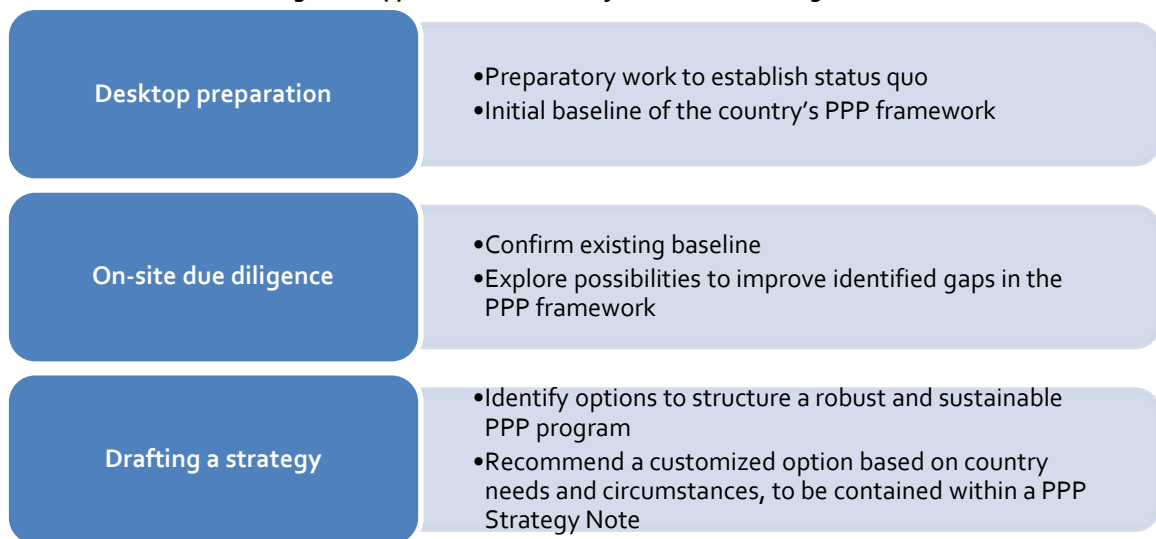 Desktop preparation
•Preparatory work to establish status quo
•Initial baseline of the country's PPP framework
On-site due diligence
•Confirm existing baseline
•Explore possibilities to improve identified gaps in the
PPP framework
Drafting a strategy
•Identify options to structure a robust and sustainable
PPP program
•Recommend a customized option based on country
needs and circumstances, to be contained within a PPP
Strategy Note